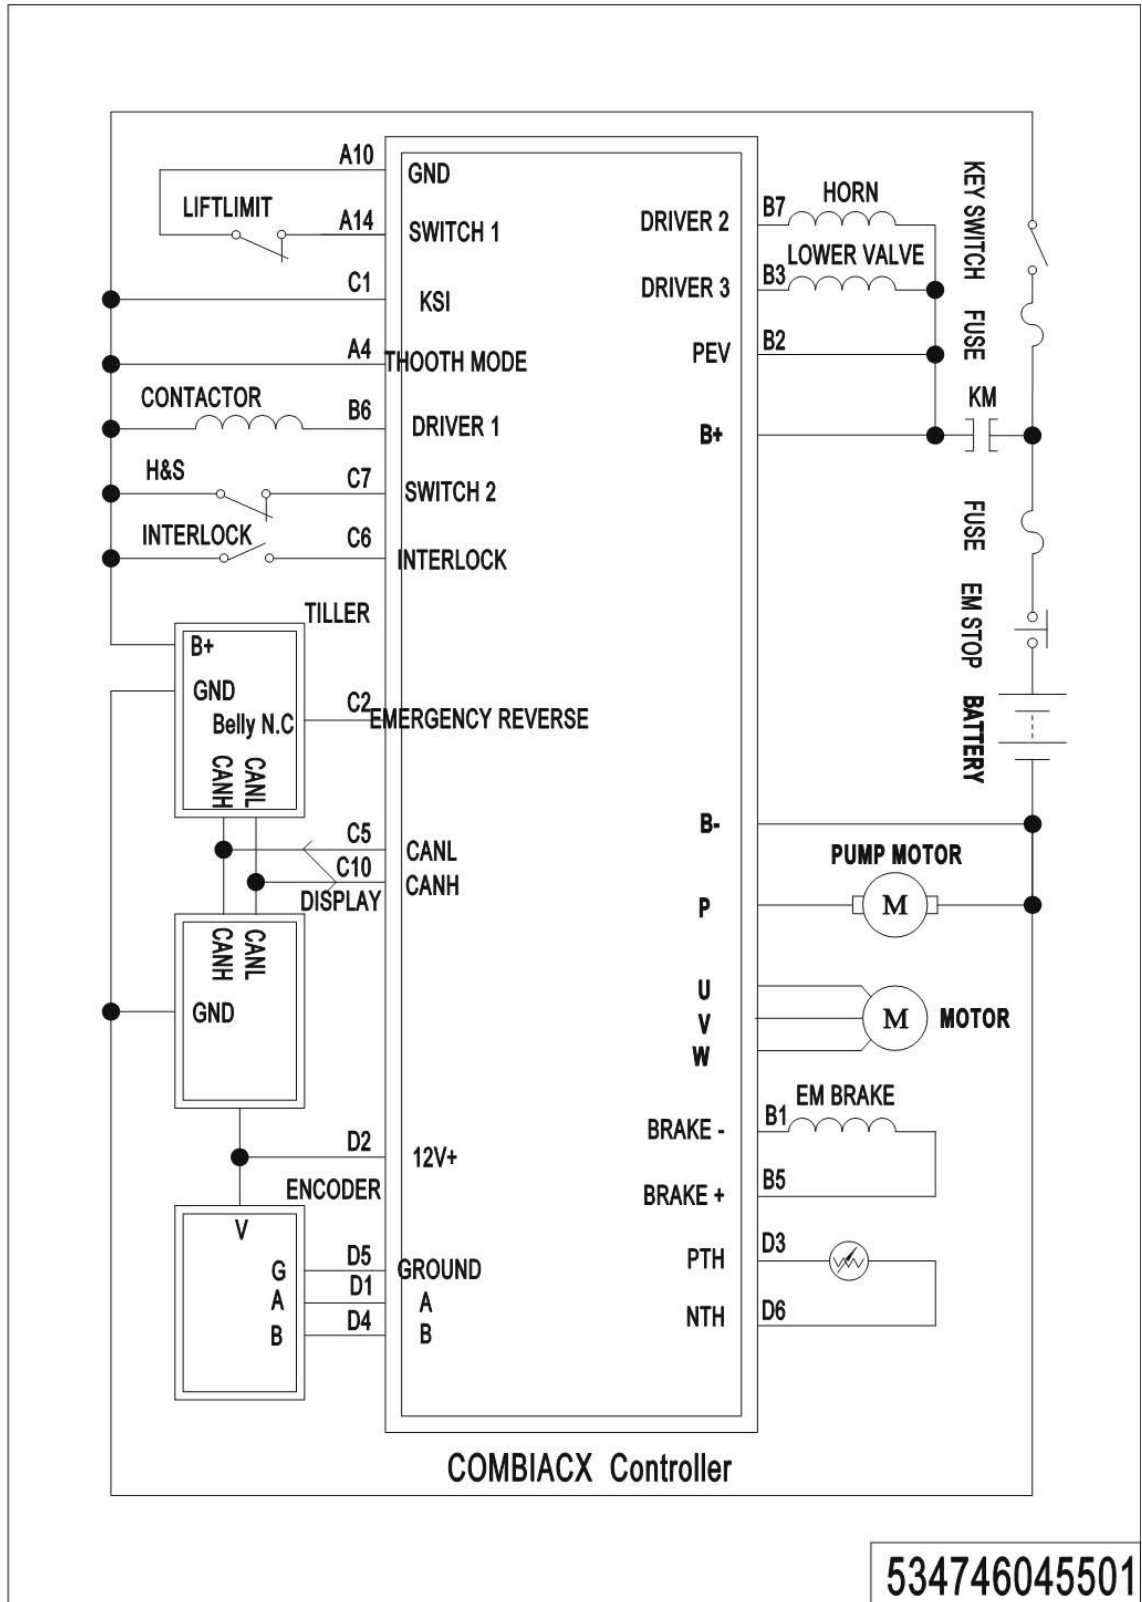 A10
GND
LIFTLIMIT
A14
SWITCH 1
C1
KSI
A4
THOOTH MODE
CONTACTOR
B6
DRIVER 1
H&S
C7
SWITCH 2
INTERLOCK
C6
INTERLOCK
TILLER
B+
GND
Belly N.C
CANH
CANL
C2
EMERGENCY REVERSE
C5
CANL
C10
CANH
DISPLAY
CANH
CANL
GND
D2
12V+
ENCODER
V
G
D5
GROUND
A
D1
A
B
D4
B
DRIVER 2
B7
HORN
DRIVER 3
B3
LOWER VALVE
PEV
B2
B+
KM
KEY SWITCH
FUSE
FUSE
EM STOP
BATTERY
B-
PUMP MOTOR
P
M
U
V
W
M
MOTOR
EM BRAKE
BRAKE -
B1
BRAKE +
B5
PTH
D3
NTH
D6
COMBIACX Controller
534746045501